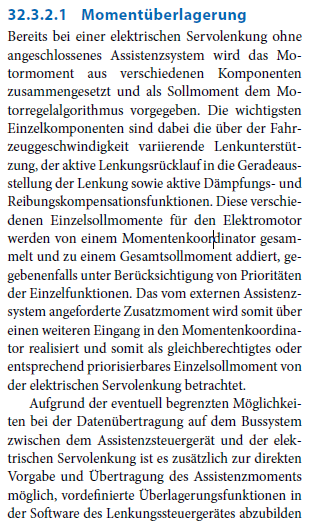 32.3.2.1 Momentüberlagerung
Bereits bei einer elektrischen Servolenkung ohne
angeschlossenes Assistenzsystem wird das Mo-
tormoment aus verschiedenen Komponenten
zusammengesetzt und als Sollmoment dem Mo-
torregelalgorithmus vorgegeben. Die wichtigsten
Einzelkomponenten sind dabei die über der Fahr-
zeuggeschwindigkeit variierende Lenkunterstüt-
zung, der aktive Lenkungsrücklauf in die Geradeaus-
stellung der Lenkung sowie aktive Dämpfungs- und
Reibungskompensationsfunktionen. Diese verschie-
denen Einzelsollmomente für den Elektromotor
werden von einem Momentenkoordinator gesam-
melt und zu einem Gesamtsollmoment addiert, ge-
gebenenfalls unter Berücksichtigung von Prioritäten
der Einzelfunktionen. Das vom externen Assistenz-
system angeforderte Zusatzmoment wird somit über
einen weiteren Eingang in den Momentenkoordina-
tor realisiert und somit als gleichberechtigtes oder
entsprechend priorisierbares Einzelsollmoment von
der elektrischen Servolenkung betrachtet.
Aufgrund der eventuell begrenzten Möglichkei-
ten bei der Datenübertragung auf dem Bussystem
zwischen dem Assistenzsteuergerät und der elek-
trischen Servolenkung ist es zusätzlich zur direkten
Vorgabe und Übertragung des Assistenzmoments
möglich, vordefinierte Überlagerungsfunktionen in
der Software des Lenkungssteuergerätes abzubilden